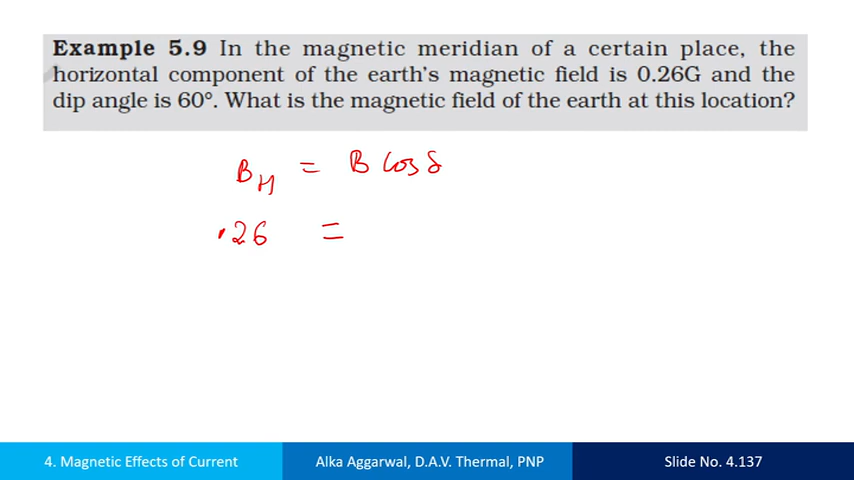 Example 5.9 In the magnetic meridian of a certain place, the
horizontal component of the earth's magnetic field is 0.26G and the
dip angle is 60°. What is the magnetic field of the earth at this location?
B_H = B cos δ
.26 =
4. Magnetic Effects of Current
Alka Aggarwal, D.A.V. Thermal, PNP
Slide No. 4.137